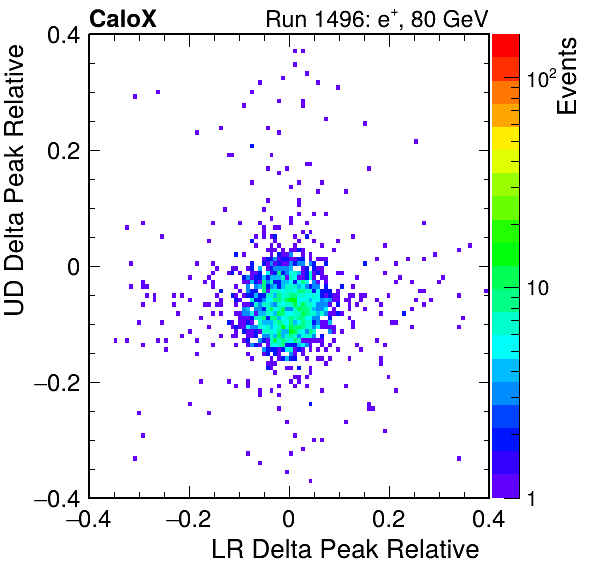 CaloX Run 1496: e⁺, 80 GeV
UD Delta Peak Relative
0.4
0.2
0
−0.2
−0.4
−0.4 −0.2 0 0.2 0.4
LR Delta Peak Relative
Events
10²
10
1